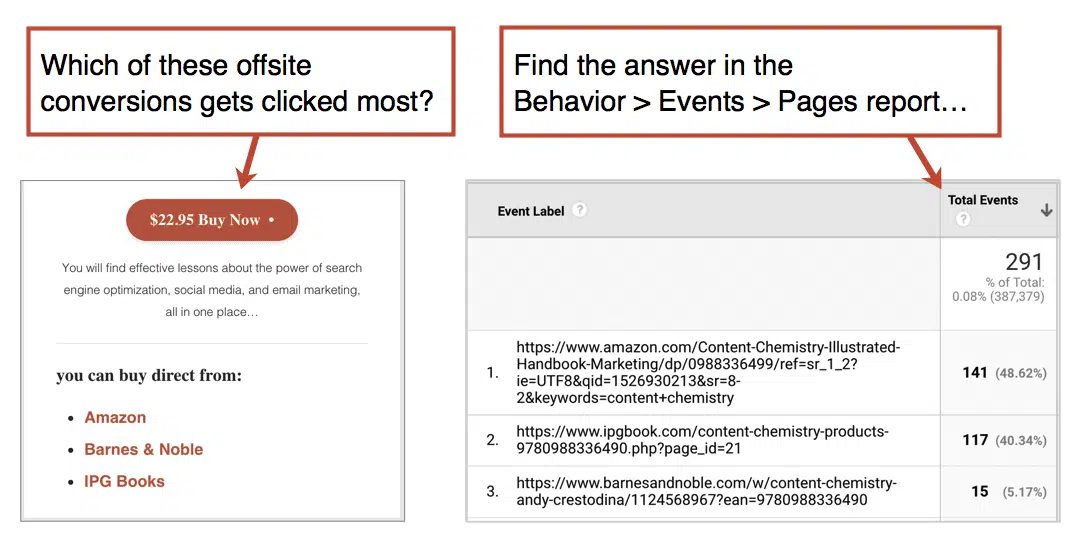 Which of these offsite
conversions gets clicked most?
Find the answer in the
Behavior > Events > Pages report…
$22.95 Buy Now •
You will find effective lessons about the power of search
engine optimization, social media, and email marketing,
all in one place…
you can buy direct from:
• Amazon
• Barnes & Noble
• IPG Books
Event Label ?
Total Events
?
291
% of Total:
0.08% (387,379)
1.
https://www.amazon.com/Content-Chemistry-Illustrated-
Handbook-Marketing/dp/0988336499/ref=sr_1_2?
ie=UTF8&qid=1526930213&sr=8-
2&keywords=content+chemistry
141 (48.62%)
2.
https://www.ipgbook.com/content-chemistry-products-
9780988336490.php?page_id=21
117 (40.34%)
3.
https://www.barnesandnoble.com/w/content-chemistry-
andy-crestodina/1124568967?ean=9780988336490
15 (5.17%)